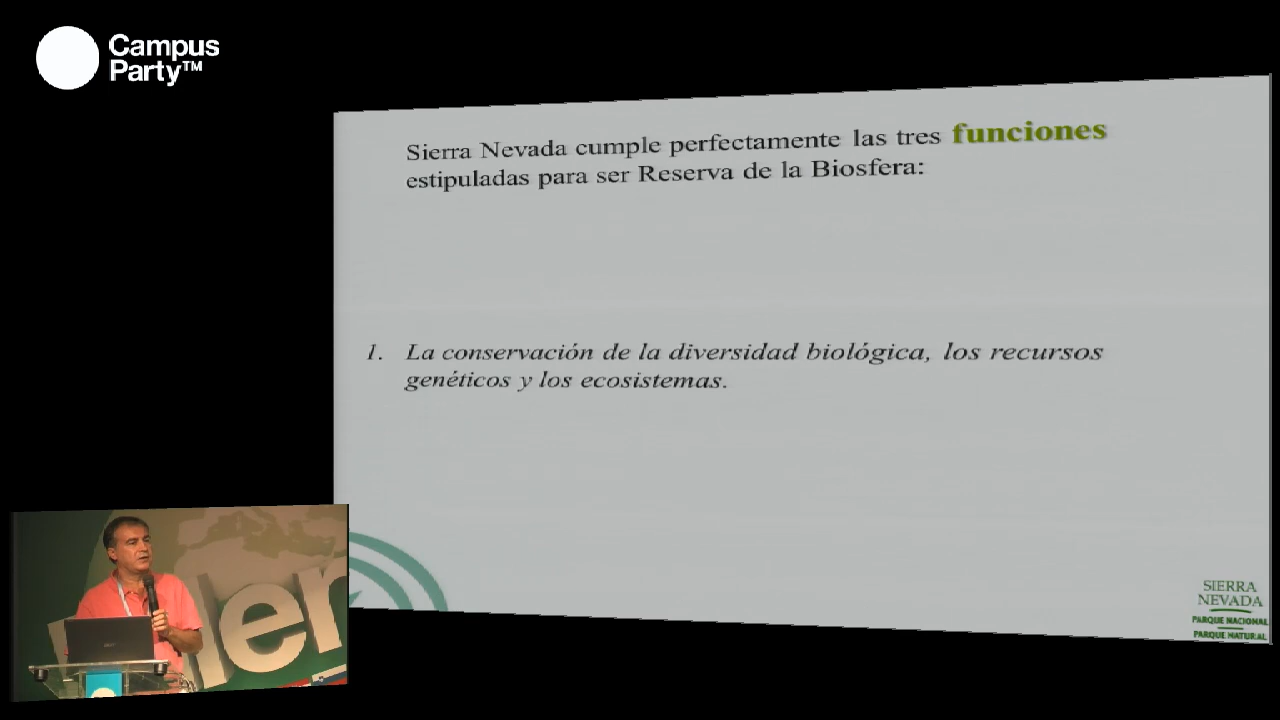 Campus
Party™
Sierra Nevada cumple perfectamente las tres funciones
estipuladas para ser Reserva de la Biosfera:
1. La conservación de la diversidad biológica, los recursos
genéticos y los ecosistemas.
SIERRA
NEVADA
PARQUE NACIONAL
PARQUE NATURAL
len